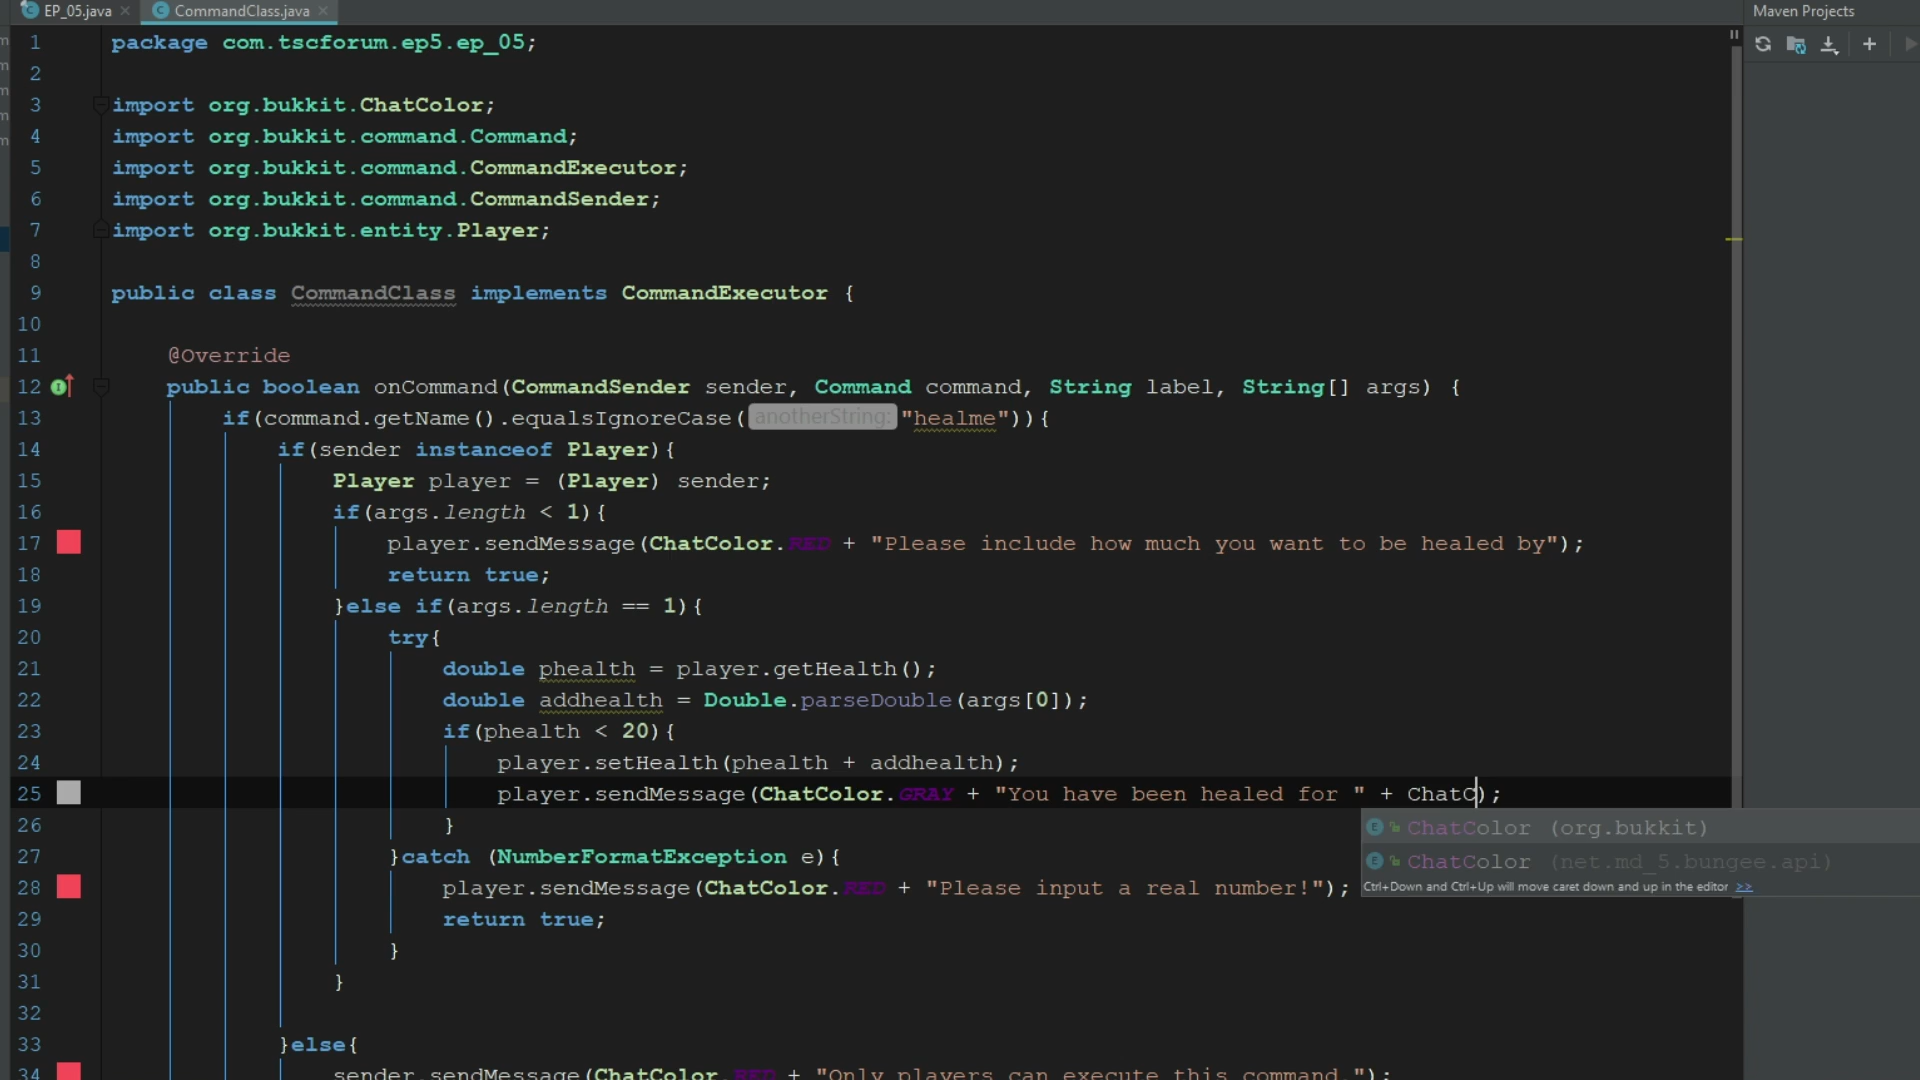 EP_05.java × CommandClass.java × Maven Projects
1 package com.tscforum.ep5.ep_05;
2
3 import org.bukkit.ChatColor;
4 import org.bukkit.command.Command;
5 import org.bukkit.command.CommandExecutor;
6 import org.bukkit.command.CommandSender;
7 import org.bukkit.entity.Player;
8
9 public class CommandClass implements CommandExecutor {
10
11 @Override
12 public boolean onCommand(CommandSender sender, Command command, String label, String[] args) {
13 if(command.getName().equalsIgnoreCase( anotherString: "healme")){
14 if(sender instanceof Player){
15 Player player = (Player) sender;
16 if(args.length < 1){
17 player.sendMessage(ChatColor.RED + "Please include how much you want to be healed by");
18 return true;
19 }else if(args.length == 1){
20 try{
21 double phealth = player.getHealth();
22 double addhealth = Double.parseDouble(args[0]);
23 if(phealth < 20){
24 player.setHealth(phealth + addhealth);
25 player.sendMessage(ChatColor.GRAY + "You have been healed for " + ChatC);
26 }
ChatColor (org.bukkit)
27 }catch (NumberFormatException e){
ChatColor (net.md_5.bungee.api)
28 player.sendMessage(ChatColor.RED + "Please input a real number!");
Ctrl+Down and Ctrl+Up will move caret down and up in the editor >>
29 return true;
30 }
31 }
32
33 }else{
34 sender.sendMessage(ChatColor.RED + "Only players can execute this command.");